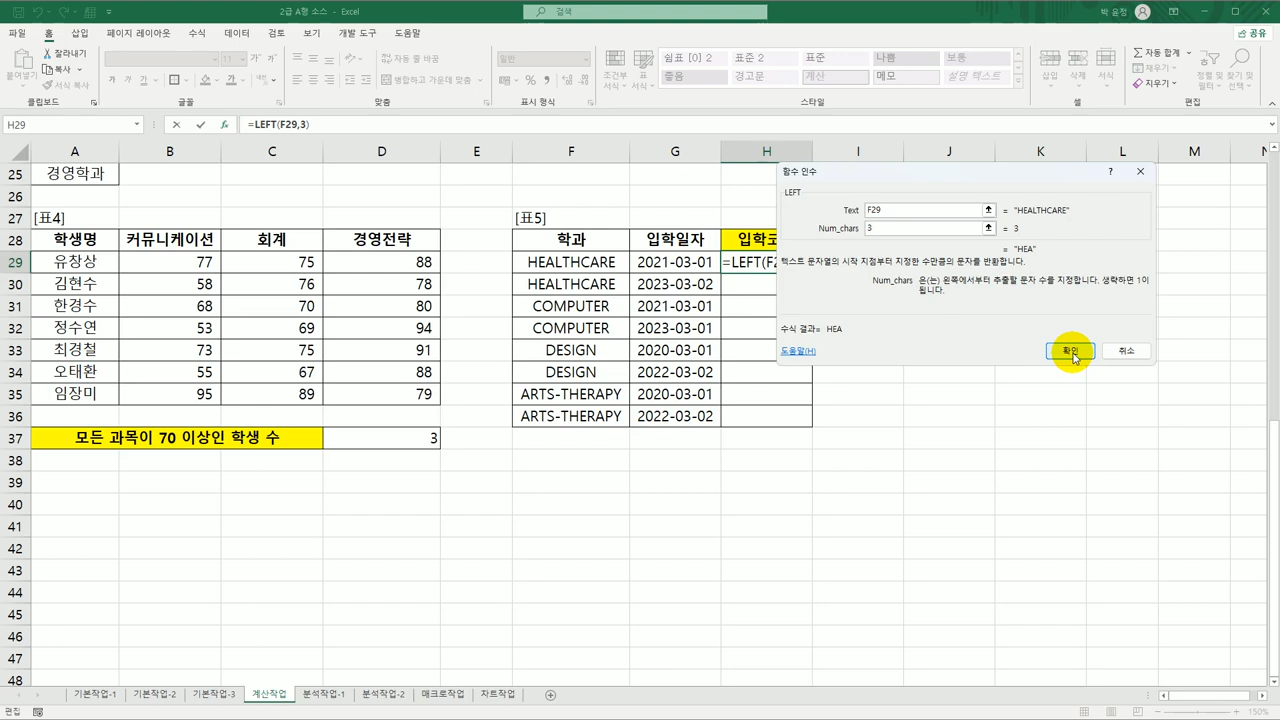 2급 A형 소스 - Excel
검색
박 윤정
파일 홈 삽입 페이지 레이아웃 수식 데이터 검토 보기 개발 도구 도움말
공유
붙여넣기
잘라내기
복사
서식 복사
클립보드
11
가 가 가
글꼴
자동 줄 바꿈
병합하고 가운데 맞춤
맞춤
일반
표시 형식
조건부 서식
표 서식
쉼표 [0] 2 표준 2 표준 나쁨 보통
좋음 경고문 계산 메모 설명 텍스트
스타일
삽입 삭제 서식
셀
자동 합계
채우기
지우기
정렬 및 필터
찾기 및 선택
편집
H29
=LEFT(F29,3)
A B C D E F G H I J K L M N
25 경영학과
26
27 [표4] [표5]
28 학생명 커뮤니케이션 회계 경영전략 학과 입학일자 입학코
29 유창상 77 75 88 HEALTHCARE 2021-03-01 =LEFT(F2
30 김현수 58 76 78 HEALTHCARE 2023-03-02
31 한경수 68 70 80 COMPUTER 2021-03-01
32 정수연 53 69 94 COMPUTER 2023-03-01
33 최경철 73 75 91 DESIGN 2020-03-01
34 오태환 55 67 88 DESIGN 2022-03-02
35 임장미 95 89 79 ARTS-THERAPY 2020-03-01
36 ARTS-THERAPY 2022-03-02
37 모든 과목이 70 이상인 학생 수 3
38
39
40
41
42
43
44
45
46
47
48
함수 인수
LEFT
Text F29 = "HEALTHCARE"
Num_chars 3 = 3
= "HEA"
텍스트 문자열의 시작 지점부터 지정한 수만큼의 문자를 반환합니다.
Num_chars 은(는) 왼쪽에서부터 추출할 문자 수를 지정합니다. 생략하면 1이
됩니다.
수식 결과= HEA
도움말(H)
확인 취소
기본작업-1 기본작업-2 기본작업-3 계산작업 분석작업-1 분석작업-2 매크로작업 차트작업
편집
150%